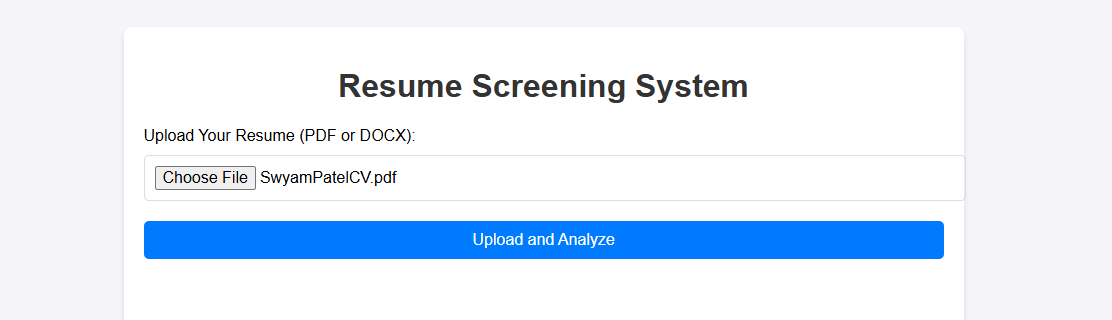 Resume Screening System
Upload Your Resume (PDF or DOCX):
Choose File SwyamPatelCV.pdf
Upload and Analyze